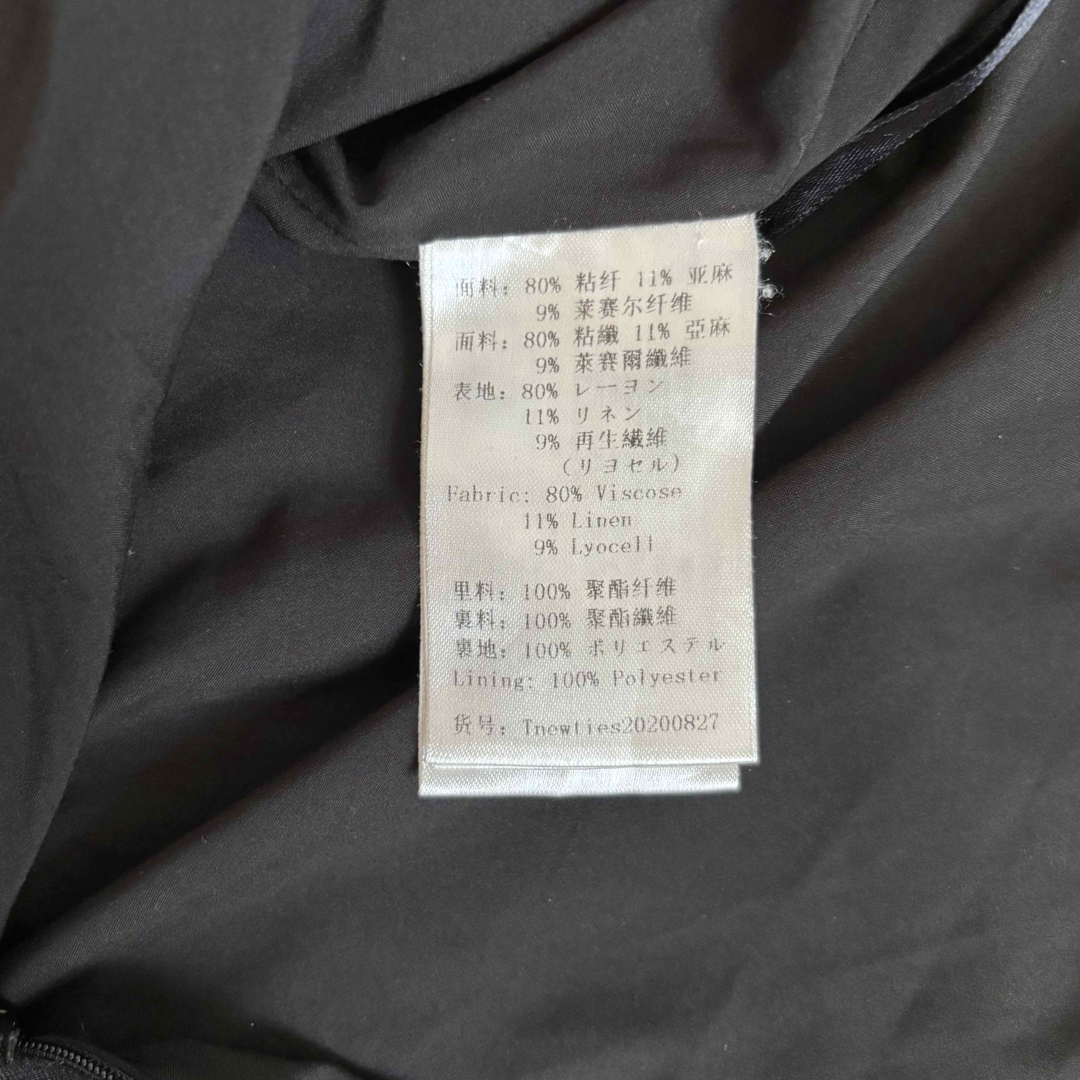 面料: 80% 粘纤 11% 亚麻
9% 莱赛尔纤维
面料: 80% 粘纖 11% 亞麻
9% 萊賽爾纖維
表地: 80% レーヨン
11% リネン
9% 再生繊維
(リヨセル)
Fabric: 80% Viscose
11% Linen
9% Lyocell
里料: 100% 聚酯纤维
裏料: 100% 聚酯纖維
裏地: 100% ポリエステル
Lining: 100% Polyester
货号: Tnewties20200827